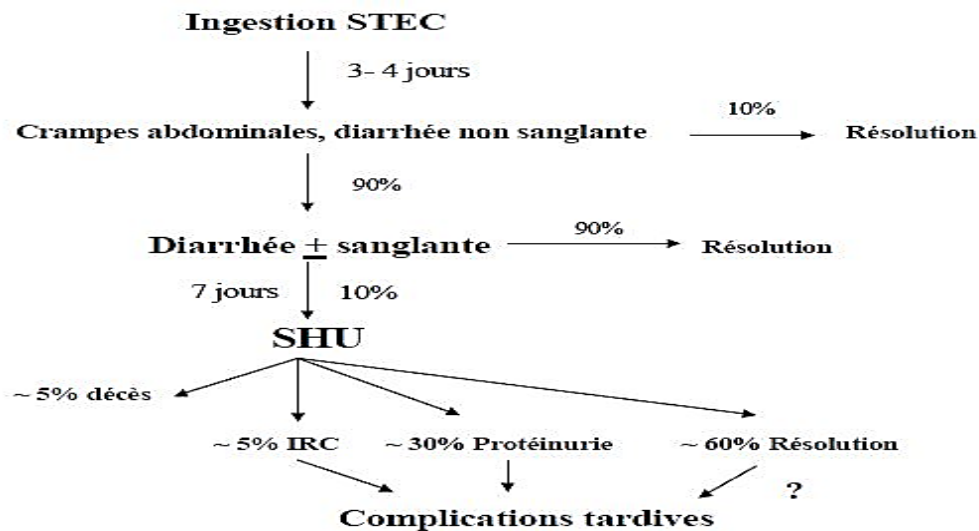 Ingestion STEC
3- 4 jours
Crampes abdominales, diarrhée non sanglante
10%
Résolution
90%
Diarrhée ± sanglante
90%
Résolution
7 jours
10%
SHU
~ 5% décès
~ 5% IRC
~ 30% Protéinurie
~ 60% Résolution
?
Complications tardives